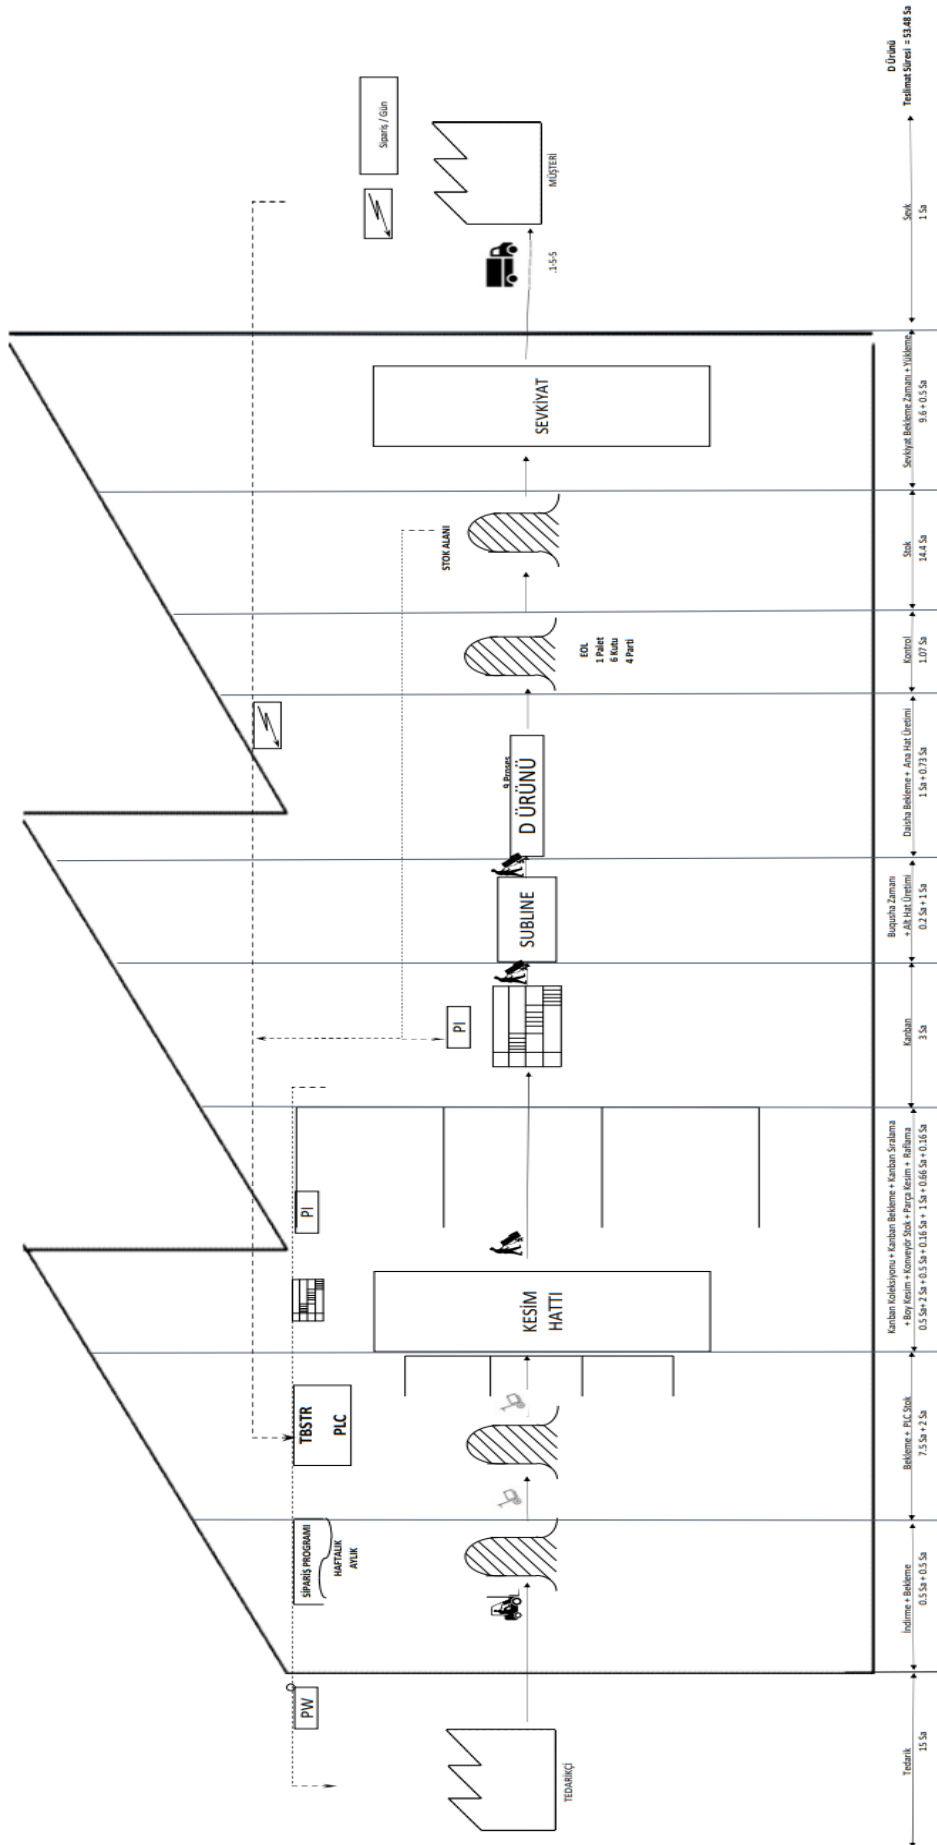 Sipariş / Gün
MÜŞTERİ
.1-5-5
SEVKİYAT
STOK ALANI
EOL
1 Palet
6 Kutu
4 Parti
9 Proses
D ÜRÜNÜ
SUBLINE
PI
PI
KESİM
HATTI
TBSTR
PLC
SİPARİŞ PROGRAMI
HAFTALIK
AYLIK
PW
TEDARİKÇİ
Tedarik
15 Sa
İndirme + Bekleme
0.5 Sa + 0.5 Sa
Bekleme + PLC Stok
7.5 Sa + 2 Sa
Kanban Koleksiyonu + Kanban Bekleme + Kanban Sıralama
+ Boy Kesim + Konveyör Stok + Parça Kesim + Raflama
0.5 Sa + 2 Sa + 0.5 Sa + 0.16 Sa + 1 Sa + 0.66 Sa + 0.16 Sa
Kanban
3 Sa
Buqusha Zamanı
+ Alt Hat Üretimi
0.2 Sa + 1 Sa
Daisha Bekleme + Ana Hat Üretimi
1 Sa + 0.73 Sa
Kontrol
1.07 Sa
Stok
14.4 Sa
Sevkiyat Bekleme Zamanı + Yükleme
9.6 + 0.5 Sa
Sevk
1 Sa
D Ürünü
Teslimat Süresi = 53.48 Sa